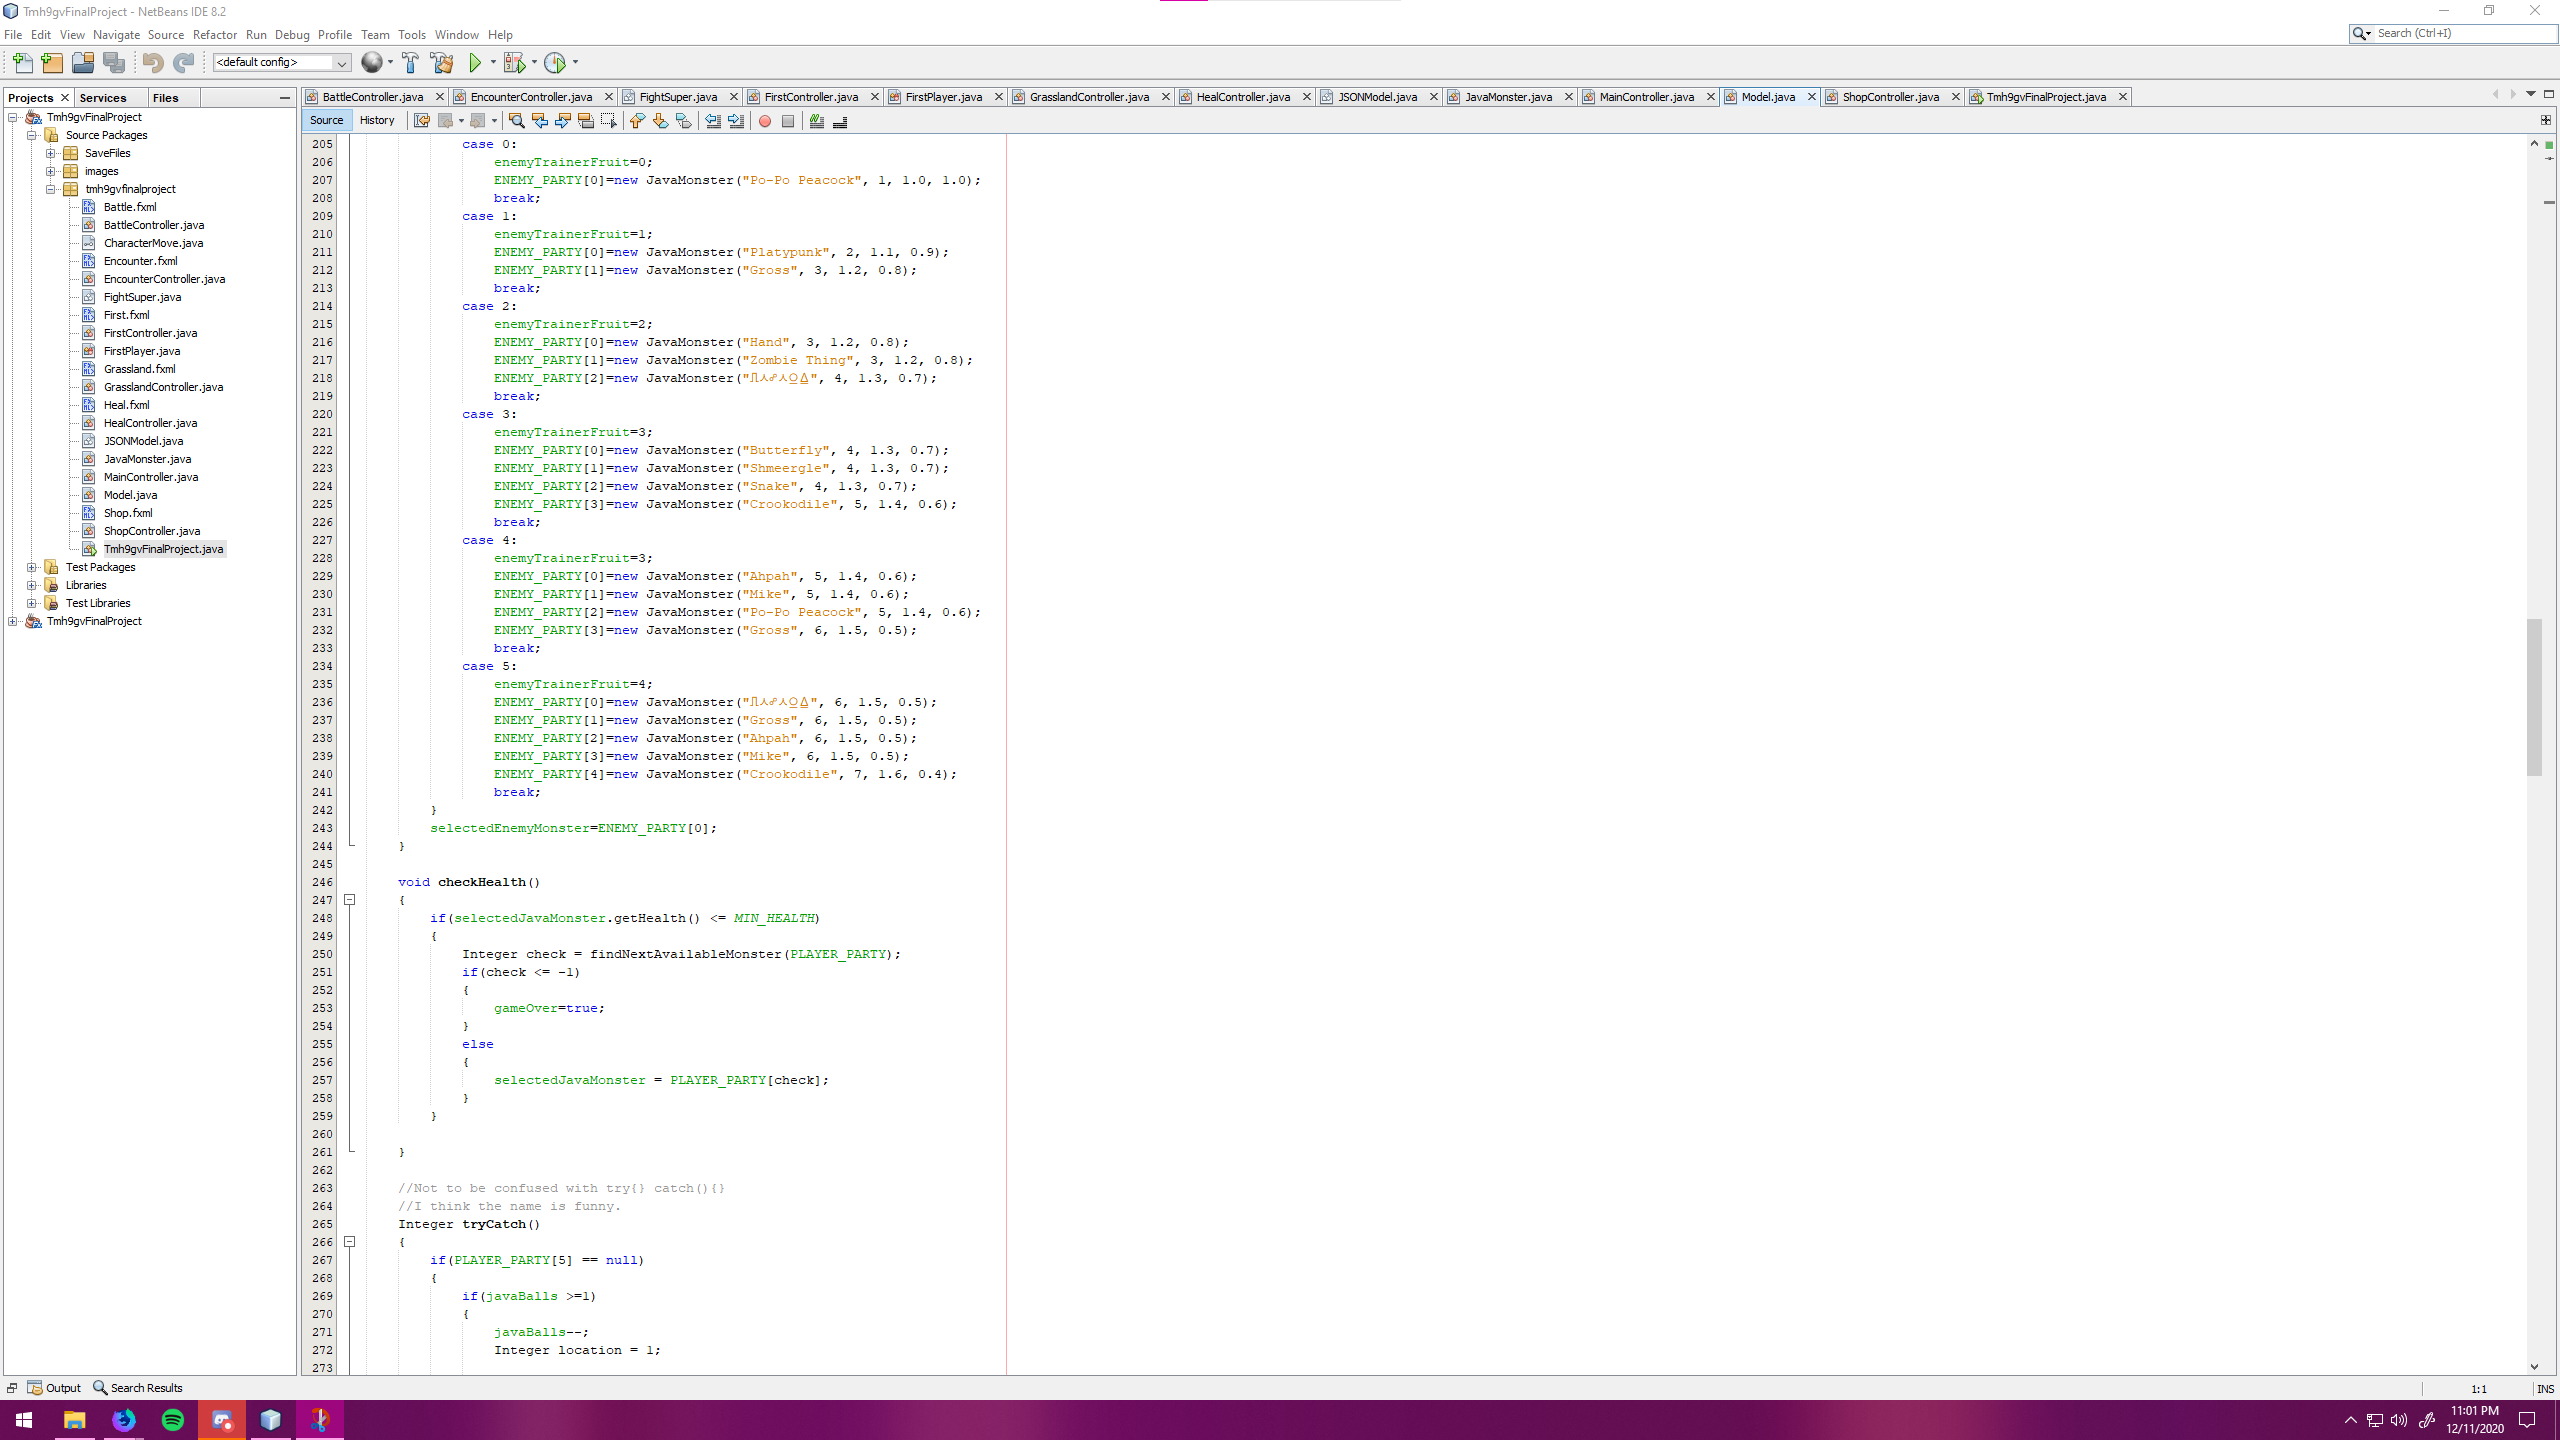 Tmh9gvFinalProject - NetBeans IDE 8.2
File Edit View Navigate Source Refactor Run Debug Profile Team Tools Window Help
Search (Ctrl+I)
<default config>
Projects Services Files
BattleController.java EncounterController.java FightSuper.java FirstController.java FirstPlayer.java GrasslandController.java HealController.java JSONModel.java JavaMonster.java MainController.java Model.java ShopController.java Tmh9gvFinalProject.java
Source History
Tmh9gvFinalProject
Source Packages
SaveFiles
images
tmh9gvfinalproject
Battle.fxml
BattleController.java
CharacterMove.java
Encounter.fxml
EncounterController.java
FightSuper.java
First.fxml
FirstController.java
FirstPlayer.java
Grassland.fxml
GrasslandController.java
Heal.fxml
HealController.java
JSONModel.java
JavaMonster.java
MainController.java
Model.java
Shop.fxml
ShopController.java
Tmh9gvFinalProject.java
Test Packages
Libraries
Test Libraries
Tmh9gvFinalProject
205 case 0:
206 enemyTrainerFruit=0;
207 ENEMY_PARTY[0]=new JavaMonster("Po-Po Peacock", 1, 1.0, 1.0);
208 break;
209 case 1:
210 enemyTrainerFruit=1;
211 ENEMY_PARTY[0]=new JavaMonster("Platypunk", 2, 1.1, 0.9);
212 ENEMY_PARTY[1]=new JavaMonster("Gross", 3, 1.2, 0.8);
213 break;
214 case 2:
215 enemyTrainerFruit=2;
216 ENEMY_PARTY[0]=new JavaMonster("Hand", 3, 1.2, 0.8);
217 ENEMY_PARTY[1]=new JavaMonster("Zombie Thing", 3, 1.2, 0.8);
218 ENEMY_PARTY[2]=new JavaMonster("", 4, 1.3, 0.7);
219 break;
220 case 3:
221 enemyTrainerFruit=3;
222 ENEMY_PARTY[0]=new JavaMonster("Butterfly", 4, 1.3, 0.7);
223 ENEMY_PARTY[1]=new JavaMonster("Shmeergle", 4, 1.3, 0.7);
224 ENEMY_PARTY[2]=new JavaMonster("Snake", 4, 1.3, 0.7);
225 ENEMY_PARTY[3]=new JavaMonster("Crookodile", 5, 1.4, 0.6);
226 break;
227 case 4:
228 enemyTrainerFruit=3;
229 ENEMY_PARTY[0]=new JavaMonster("Ahpah", 5, 1.4, 0.6);
230 ENEMY_PARTY[1]=new JavaMonster("Mike", 5, 1.4, 0.6);
231 ENEMY_PARTY[2]=new JavaMonster("Po-Po Peacock", 5, 1.4, 0.6);
232 ENEMY_PARTY[3]=new JavaMonster("Gross", 6, 1.5, 0.5);
233 break;
234 case 5:
235 enemyTrainerFruit=4;
236 ENEMY_PARTY[0]=new JavaMonster("", 6, 1.5, 0.5);
237 ENEMY_PARTY[1]=new JavaMonster("Gross", 6, 1.5, 0.5);
238 ENEMY_PARTY[2]=new JavaMonster("Ahpah", 6, 1.5, 0.5);
239 ENEMY_PARTY[3]=new JavaMonster("Mike", 6, 1.5, 0.5);
240 ENEMY_PARTY[4]=new JavaMonster("Crookodile", 7, 1.6, 0.4);
241 break;
242 }
243 selectedEnemyMonster=ENEMY_PARTY[0];
244 }
245
246 void checkHealth()
247 {
248 if(selectedJavaMonster.getHealth() <= MIN_HEALTH)
249 {
250 Integer check = findNextAvailableMonster(PLAYER_PARTY);
251 if(check <= -1)
252 {
253 gameOver=true;
254 }
255 else
256 {
257 selectedJavaMonster = PLAYER_PARTY[check];
258 }
259 }
260
261 }
262
263 //Not to be confused with try{} catch(){}
264 //I think the name is funny.
265 Integer tryCatch()
266 {
267 if(PLAYER_PARTY[5] == null)
268 {
269 if(javaBalls >=1)
270 {
271 javaBalls--;
272 Integer location = 1;
273
Output Search Results
1:1 INS
11:01 PM
12/11/2020